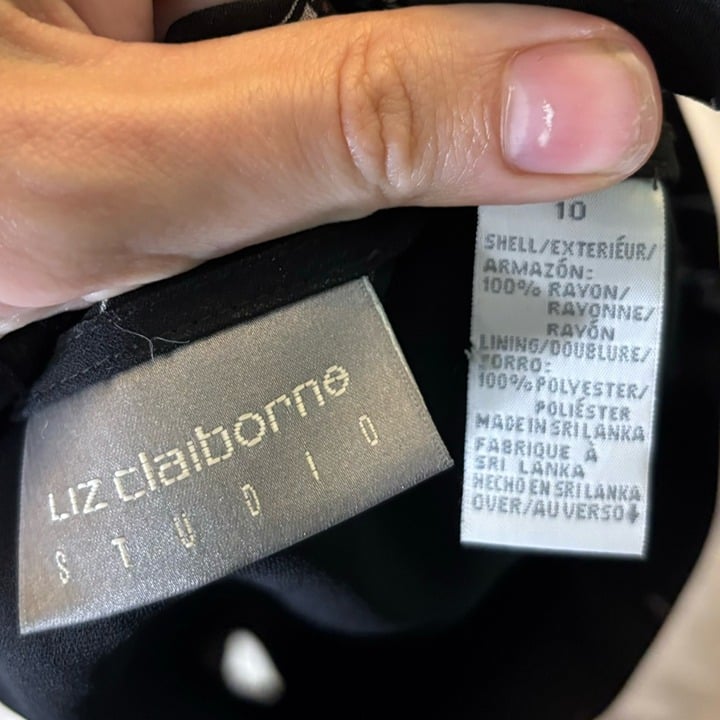 LIZ claiborne
STUDIO
10
SHELL/EXTERIÉUR/
ARMAZÓN:
100% RAYON/
RAYONNE/
RAYÓN
LINING/DOUBLURE/
FORRO:
100% POLYESTER/
POLIÉSTER
MADE IN SRI LANKA
FABRIQUE À
SRI LANKA
HECHO EN SRI LANKA
OVER/AU VERSO↓